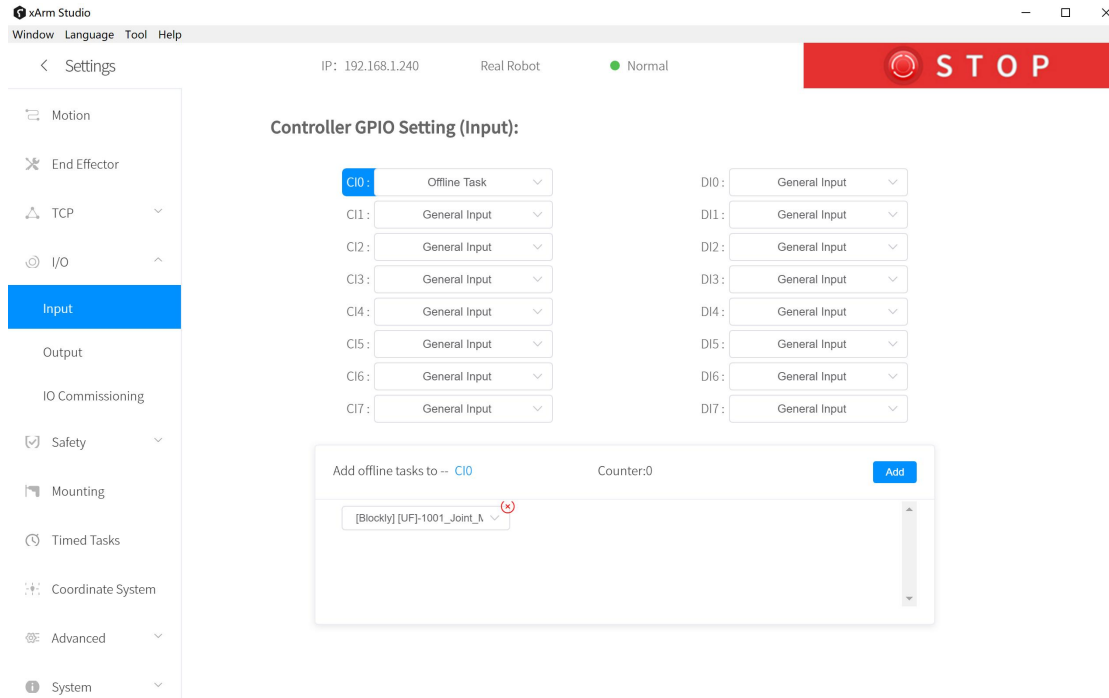 xArm Studio
Window Language Tool Help
Settings
IP: 192.168.1.240 Real Robot Normal
STOP
Motion
End Effector
TCP
I/O
Input
Output
IO Commissioning
Safety
Mounting
Timed Tasks
Coordinate System
Advanced
System
Controller GPIO Setting (Input):
CI0 : Offline Task DI0 : General Input
CI1 : General Input DI1 : General Input
CI2 : General Input DI2 : General Input
CI3 : General Input DI3 : General Input
CI4 : General Input DI4 : General Input
CI5 : General Input DI5 : General Input
CI6 : General Input DI6 : General Input
CI7 : General Input DI7 : General Input
Add offline tasks to -- CI0 Counter:0 Add
[Blockly] [UF]-1001_Joint_M